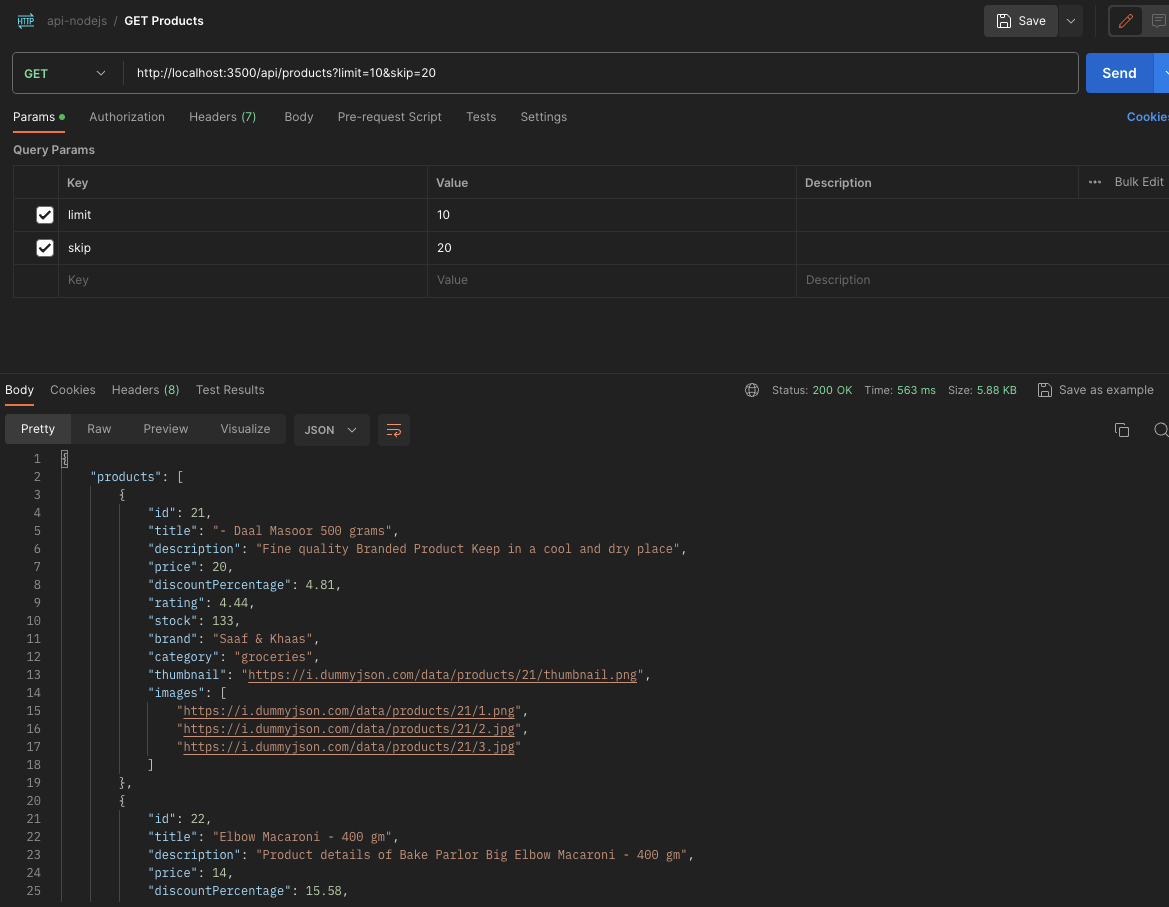 HTTP api-nodejs / GET Products Save
GET http://localhost:3500/api/products?limit=10&skip=20 Send
Params Authorization Headers (7) Body Pre-request Script Tests Settings Cookies
Query Params
Key Value Description ... Bulk Edit
limit 10
skip 20
Key Value Description
Body Cookies Headers (8) Test Results Status: 200 OK Time: 563 ms Size: 5.88 KB Save as example
Pretty Raw Preview Visualize JSON
1 {
2 "products": [
3 {
4 "id": 21,
5 "title": "- Daal Masoor 500 grams",
6 "description": "Fine quality Branded Product Keep in a cool and dry place",
7 "price": 20,
8 "discountPercentage": 4.81,
9 "rating": 4.44,
10 "stock": 133,
11 "brand": "Saaf & Khaas",
12 "category": "groceries",
13 "thumbnail": "https://i.dummyjson.com/data/products/21/thumbnail.png",
14 "images": [
15 "https://i.dummyjson.com/data/products/21/1.png",
16 "https://i.dummyjson.com/data/products/21/2.jpg",
17 "https://i.dummyjson.com/data/products/21/3.jpg"
18 ]
19 },
20 {
21 "id": 22,
22 "title": "Elbow Macaroni - 400 gm",
23 "description": "Product details of Bake Parlor Big Elbow Macaroni - 400 gm",
24 "price": 14,
25 "discountPercentage": 15.58,